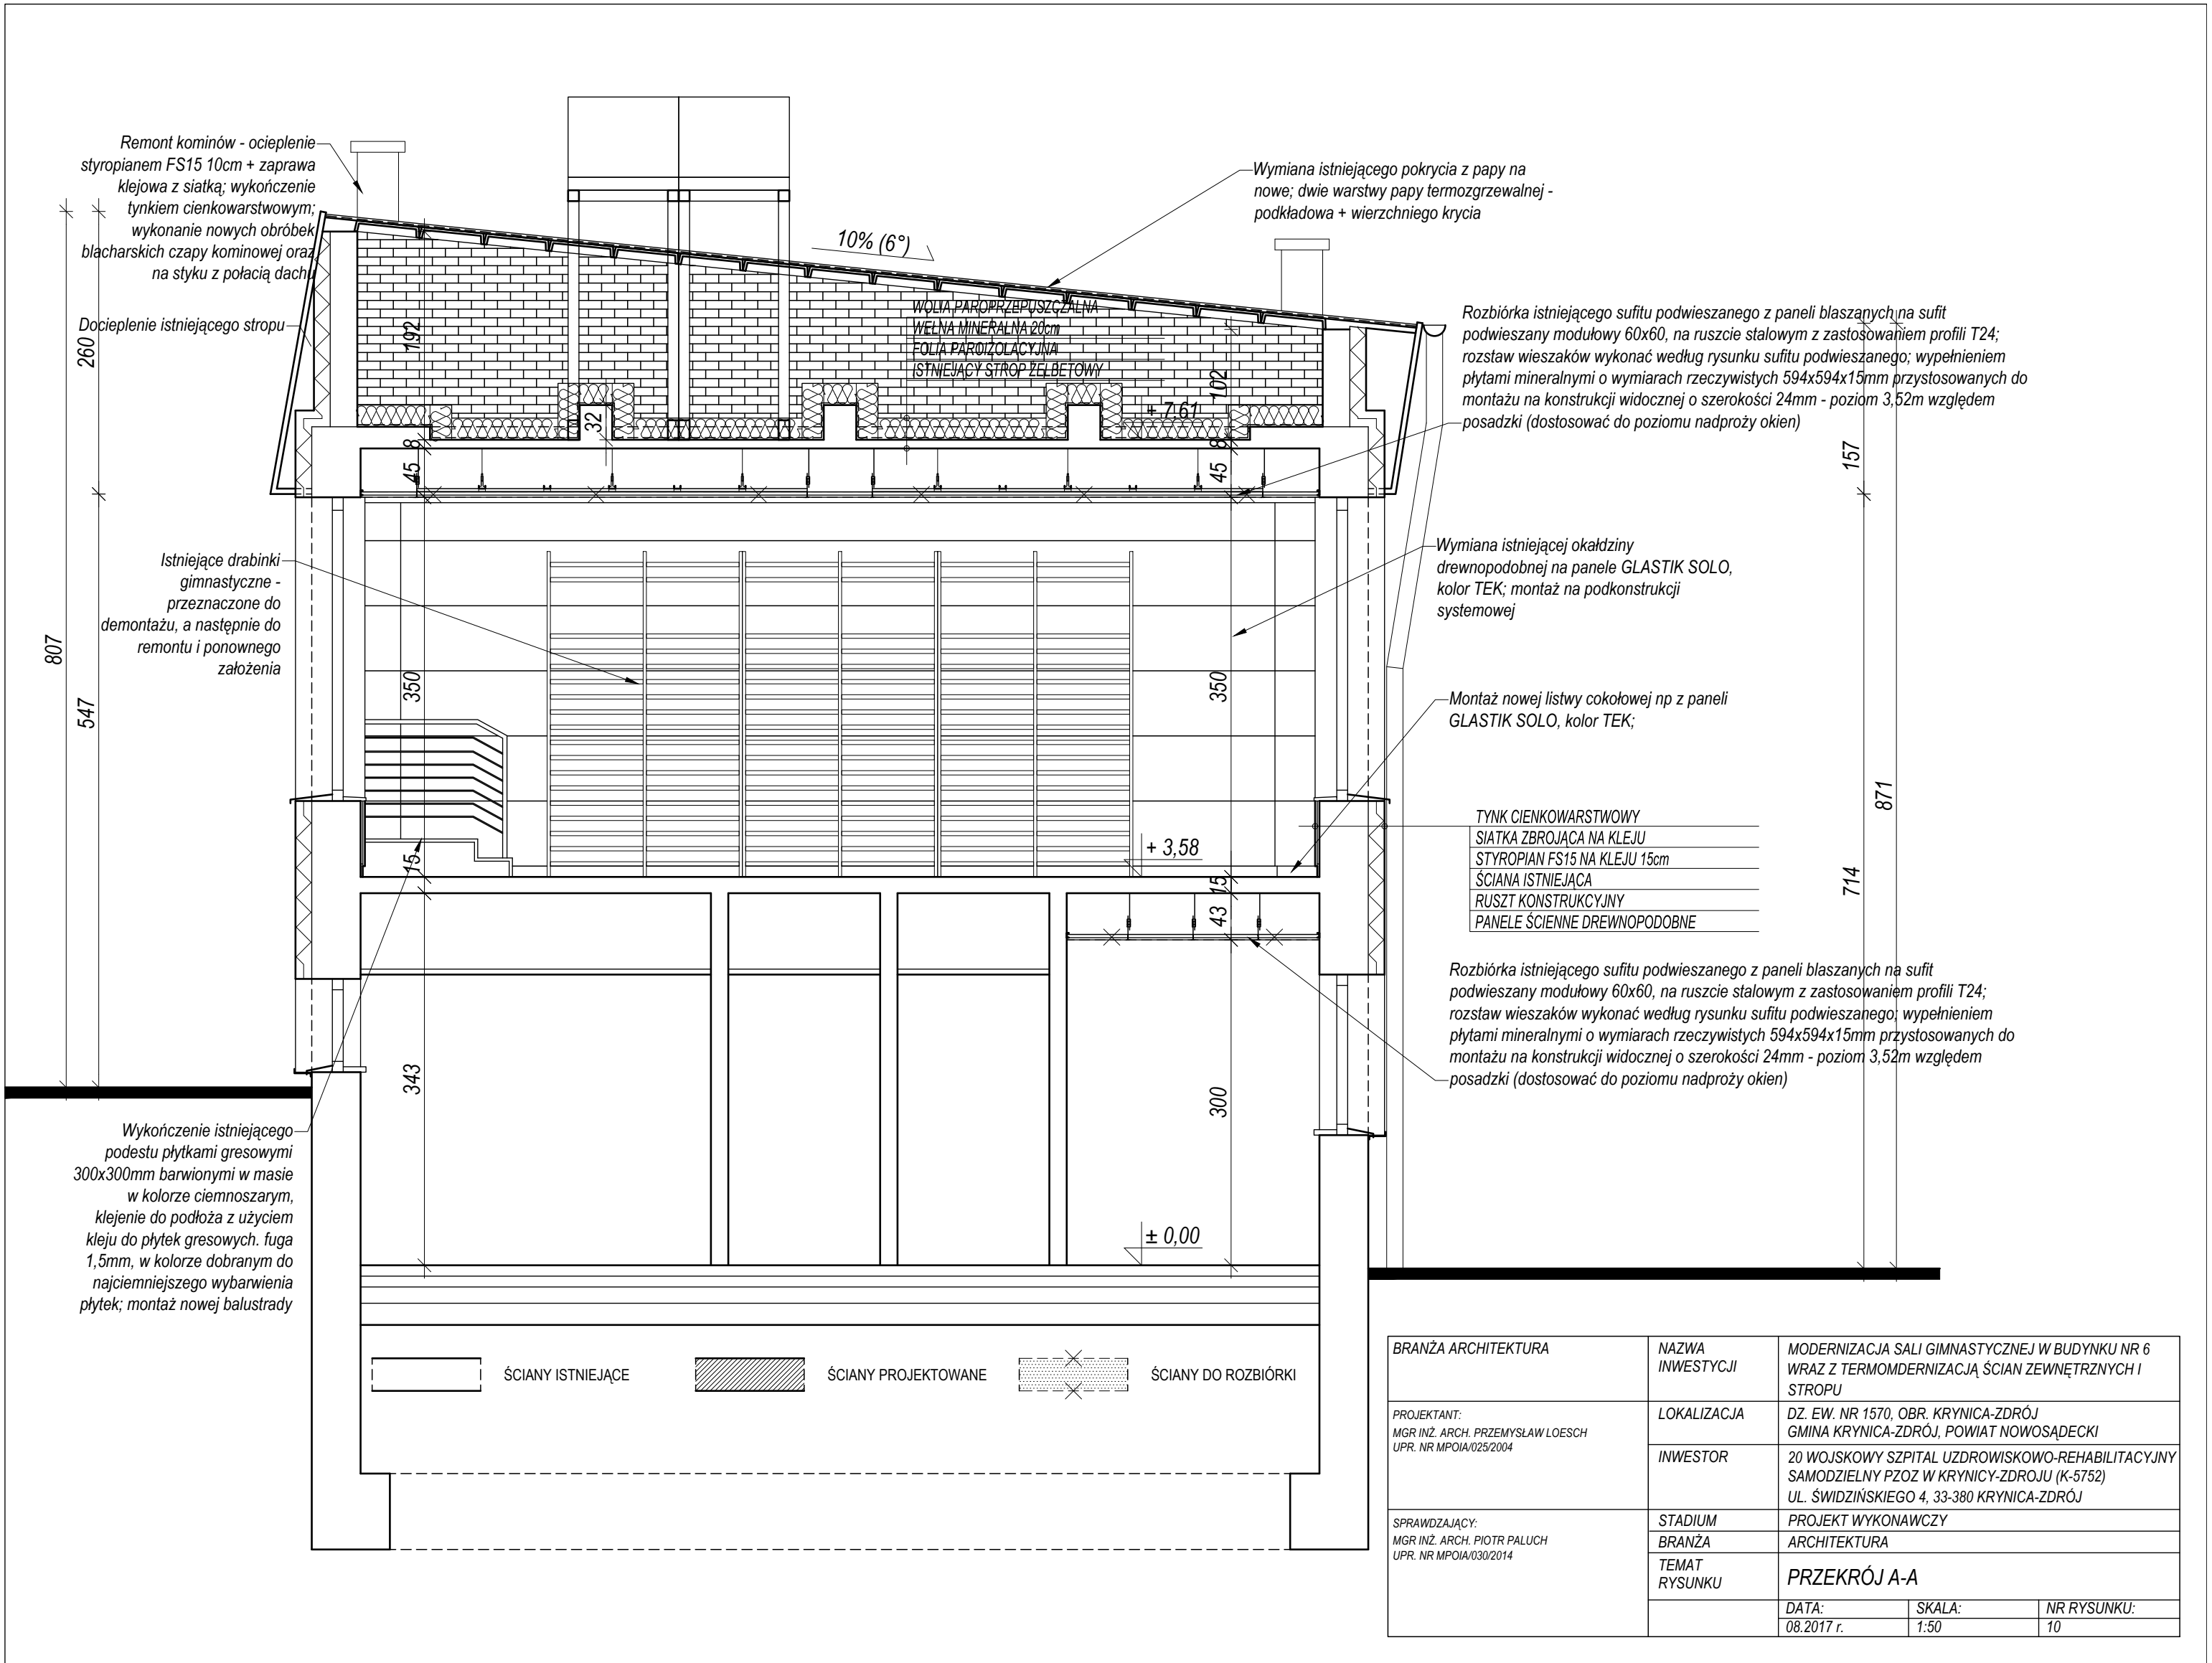 Remont kominów - ocieplenie
styropianem FS15 10cm + zaprawa
klejowa z siatką; wykończenie
tynkiem cienkowarstwowym;
wykonanie nowych obróbek
blacharskich czapy kominowej oraz
na styku z połacią dachu
Docieplenie istniejącego stropu
10% (6°)
Wymiana istniejącego pokrycia z papy na
nowe; dwie warstwy papy termozgrzewalnej -
podkładowa + wierzchniego krycia
WOLIA PAROPRZEPUSZCZALNA
WEŁNA MINERALNA 20cm
FOLIA PAROIZOLACYJNA
ISTNIEJĄCY STROP ŻELBETOWY
Rozbiórka istniejącego sufitu podwieszanego z paneli blaszanych na sufit
podwieszany modułowy 60x60, na ruszcie stalowym z zastosowaniem profili T24;
rozstaw wieszaków wykonać według rysunku sufitu podwieszanego; wypełnieniem
płytami mineralnymi o wymiarach rzeczywistych 594x594x15mm przystosowanych do
montażu na konstrukcji widocznej o szerokości 24mm - poziom 3,52m względem
posadzki (dostosować do poziomu nadproży okien)
260
192
102
32
+ 7,61
8
45
8
45
157
Istniejące drabinki
gimnastyczne -
przeznaczone do
demontażu, a następnie do
remontu i ponownego
założenia
Wymiana istniejącej okałdziny
drewnopodobnej na panele GLASTIK SOLO,
kolor TEK; montaż na podkonstrukcji
systemowej
807
547
350
350
Montaż nowej listwy cokołowej np z paneli
GLASTIK SOLO, kolor TEK;
871
714
TYNK CIENKOWARSTWOWY
SIATKA ZBROJĄCA NA KLEJU
STYROPIAN FS15 NA KLEJU 15cm
ŚCIANA ISTNIEJĄCA
RUSZT KONSTRUKCYJNY
PANELE ŚCIENNE DREWNOPODOBNE
+ 3,58
15
15
43
Rozbiórka istniejącego sufitu podwieszanego z paneli blaszanych na sufit
podwieszany modułowy 60x60, na ruszcie stalowym z zastosowaniem profili T24;
rozstaw wieszaków wykonać według rysunku sufitu podwieszanego; wypełnieniem
płytami mineralnymi o wymiarach rzeczywistych 594x594x15mm przystosowanych do
montażu na konstrukcji widocznej o szerokości 24mm - poziom 3,52m względem
posadzki (dostosować do poziomu nadproży okien)
343
300
± 0,00
Wykończenie istniejącego
podestu płytkami gresowymi
300x300mm barwionymi w masie
w kolorze ciemnoszarym,
klejenie do podłoża z użyciem
kleju do płytek gresowych. fuga
1,5mm, w kolorze dobranym do
najciemniejszego wybarwienia
płytek; montaż nowej balustrady
ŚCIANY ISTNIEJĄCE
ŚCIANY PROJEKTOWANE
ŚCIANY DO ROZBIÓRKI
BRANŻA ARCHITEKTURA
NAZWA
INWESTYCJI
MODERNIZACJA SALI GIMNASTYCZNEJ W BUDYNKU NR 6
WRAZ Z TERMOMDERNIZACJĄ ŚCIAN ZEWNĘTRZNYCH I
STROPU
PROJEKTANT:
MGR INŻ. ARCH. PRZEMYSŁAW LOESCH
UPR. NR MPOIA/025/2004
LOKALIZACJA
DZ. EW. NR 1570, OBR. KRYNICA-ZDRÓJ
GMINA KRYNICA-ZDRÓJ, POWIAT NOWOSĄDECKI
INWESTOR
20 WOJSKOWY SZPITAL UZDROWISKOWO-REHABILITACYJNY
SAMODZIELNY PZOZ W KRYNICY-ZDROJU (K-5752)
UL. ŚWIDZIŃSKIEGO 4, 33-380 KRYNICA-ZDRÓJ
SPRAWDZAJĄCY:
MGR INŻ. ARCH. PIOTR PALUCH
UPR. NR MPOIA/030/2014
STADIUM
PROJEKT WYKONAWCZY
BRANŻA
ARCHITEKTURA
TEMAT
RYSUNKU
PRZEKRÓJ A-A
DATA:
SKALA:
NR RYSUNKU:
08.2017 r.
1:50
10